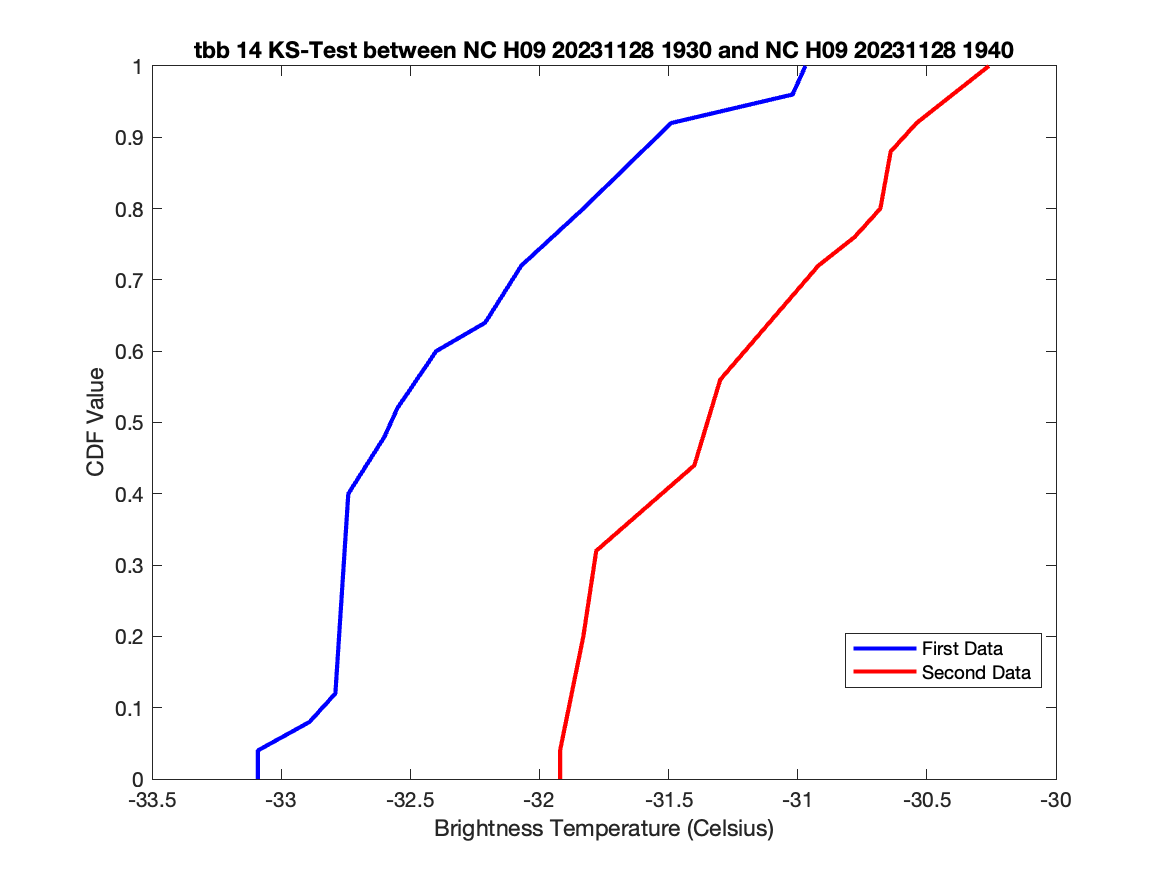 tbb 14 KS-Test between NC H09 20231128 1930 and NC H09 20231128 1940
1
0.9
0.8
0.7
0.6
0.5
0.4
0.3
0.2
0.1
0
CDF Value
First Data
Second Data
-33.5 -33 -32.5 -32 -31.5 -31 -30.5 -30
Brightness Temperature (Celsius)